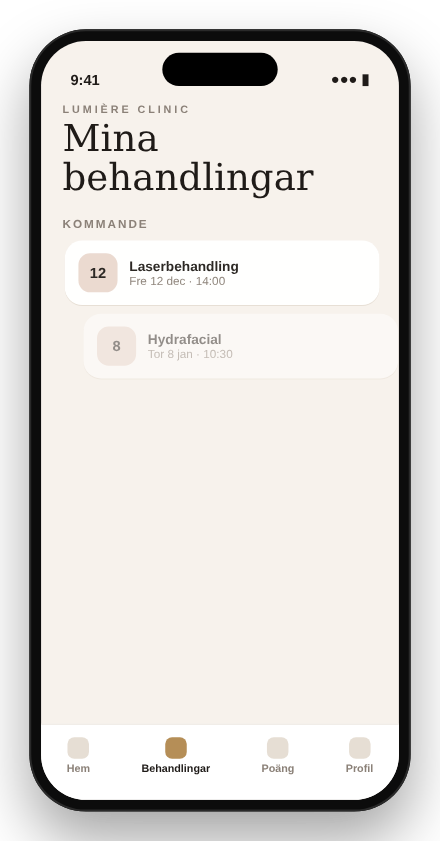 9:41
LUMIÈRE CLINIC
Mina
behandlingar
KOMMANDE
12
Laserbehandling
Fre 12 dec · 14:00
8
Hydrafacial
Tor 8 jan · 10:30
Hem
Behandlingar
Poäng
Profil